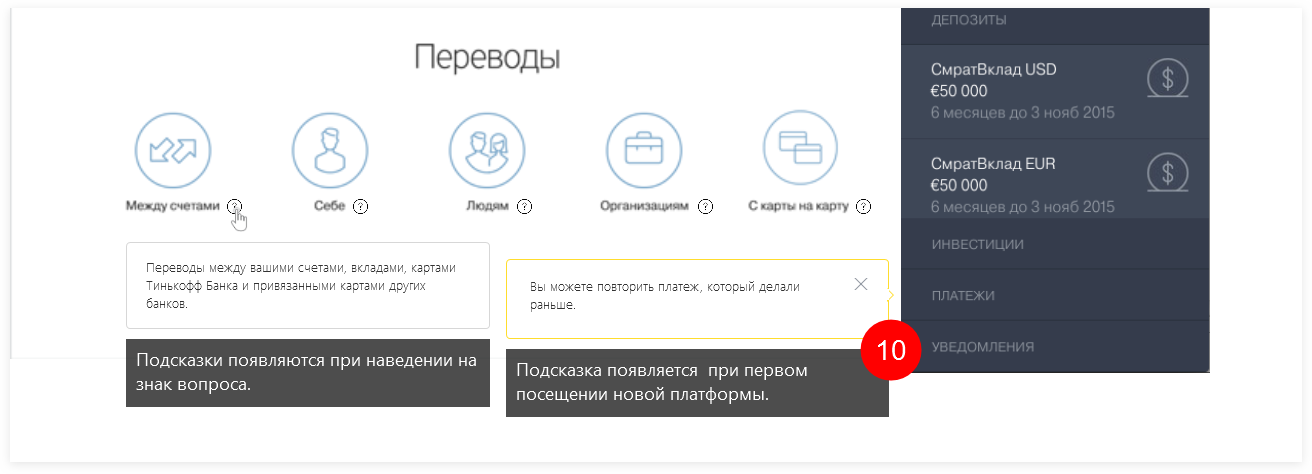 Переводы
Между счетами ?
Себе ?
Людям ?
Организациям ?
С карты на карту ?
Переводы между вашими счетами, вкладами, картами
Тинькофф Банка и привязанными картами других
банков.
Подсказки появляются при наведении на
знак вопроса.
Вы можете повторить платеж, который делали
раньше.
Подсказка появляется  при первом
посещении новой платформы.
10
ДЕПОЗИТЫ
СмратВклад USD
€50 000
6 месяцев до 3 нояб 2015
$
СмратВклад EUR
€50 000
6 месяцев до 3 нояб 2015
$
ИНВЕСТИЦИИ
ПЛАТЕЖИ
УВЕДОМЛЕНИЯ